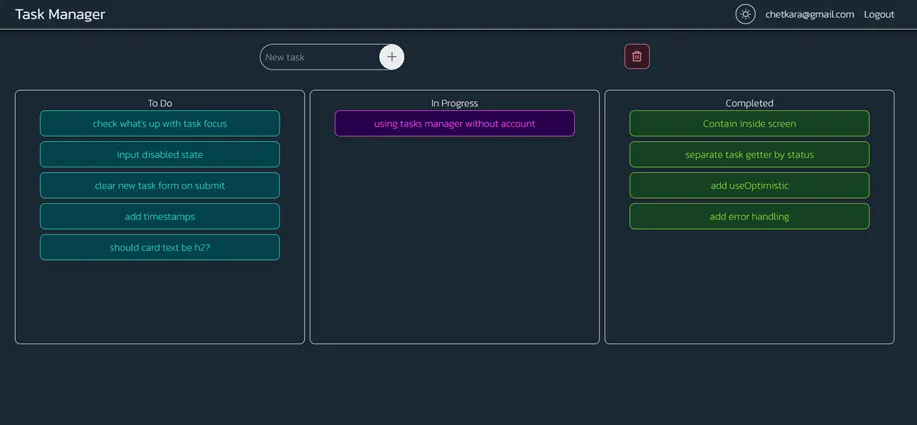 Task Manager
chetkara@gmail.com Logout
New task
To Do
check what's up with task focus
input disabled state
clear new task form on submit
add timestamps
should card text be h2?
In Progress
using tasks manager without account
Completed
Contain inside screen
separate task getter by status
add useOptimistic
add error handling